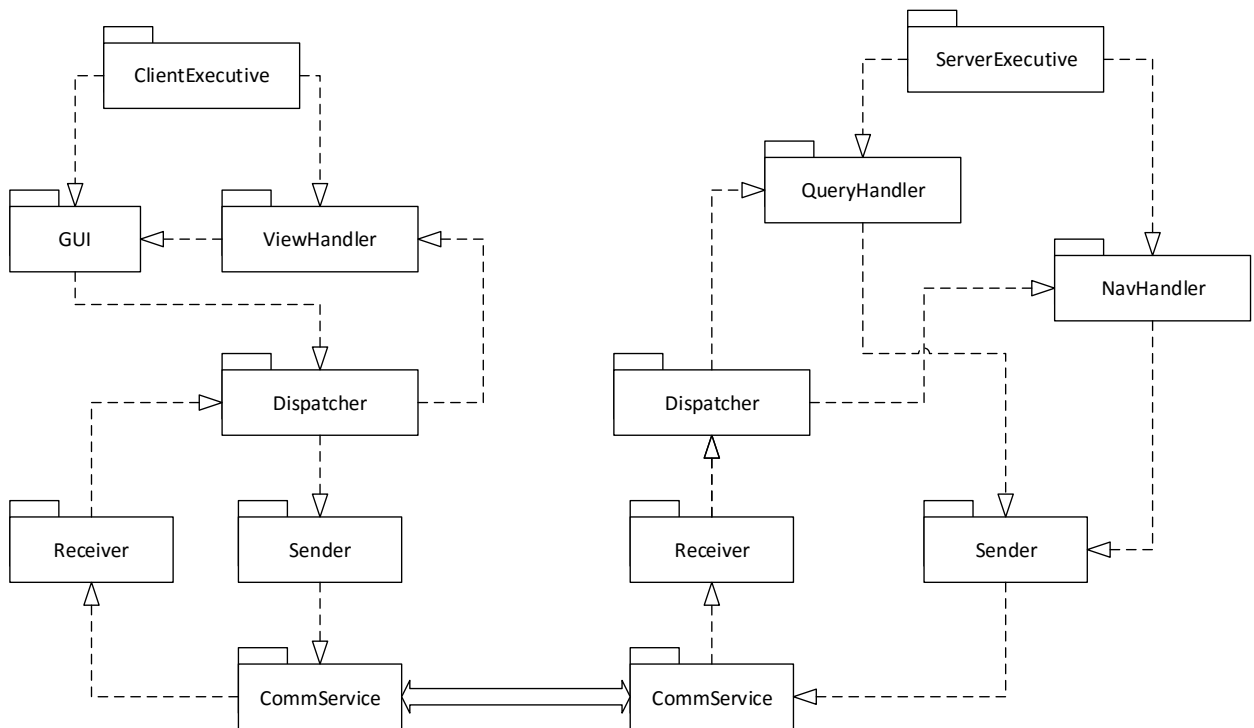 ClientExecutive
ServerExecutive
QueryHandler
GUI
ViewHandler
NavHandler
Dispatcher
Dispatcher
Receiver
Sender
Receiver
Sender
CommService
CommService